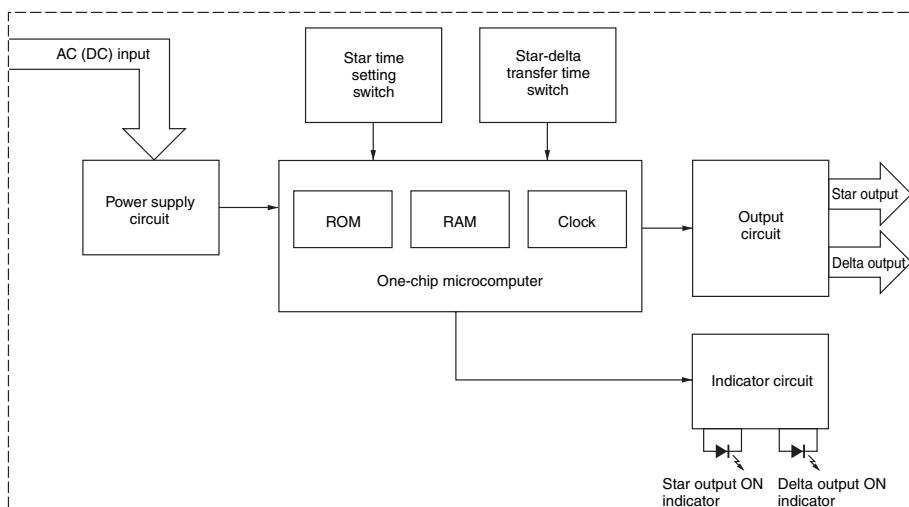 AC (DC) input
Star time
setting
switch
Star-delta
transfer time
switch
Power supply
circuit
ROM
RAM
Clock
One-chip microcomputer
Output
circuit
Star output
Delta output
Indicator circuit
Star output ON
indicator
Delta output ON
indicator